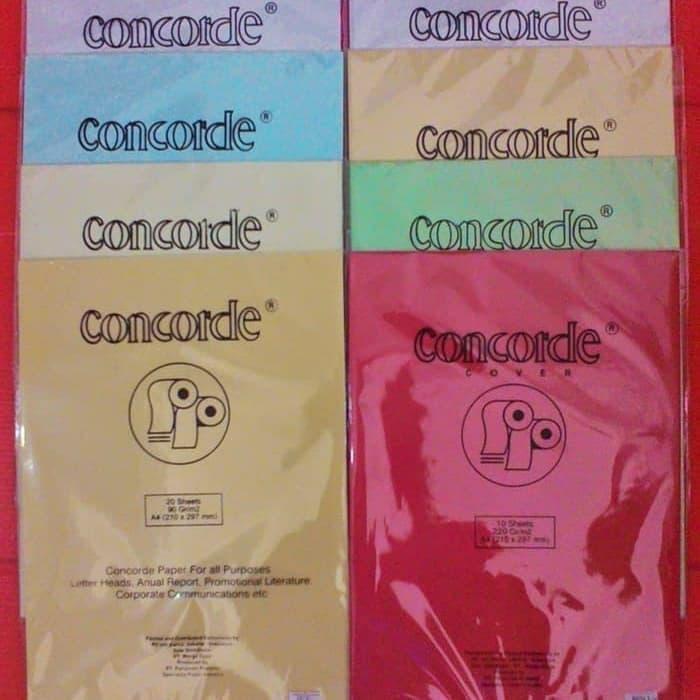 concorde®
concorde®
concorde®
concorde®
concorde®
concorde®
concorde®
20 Sheets
90 Gr/m2
A4 (210 x 297 mm)
Concorde Paper For all Purposes
Letter Heads, Anual Report, Promotional Literature
Corporate Communications etc
concorde®
COVER
10 Sheets
220 Gr/m2
A4 (210 x 297 mm)